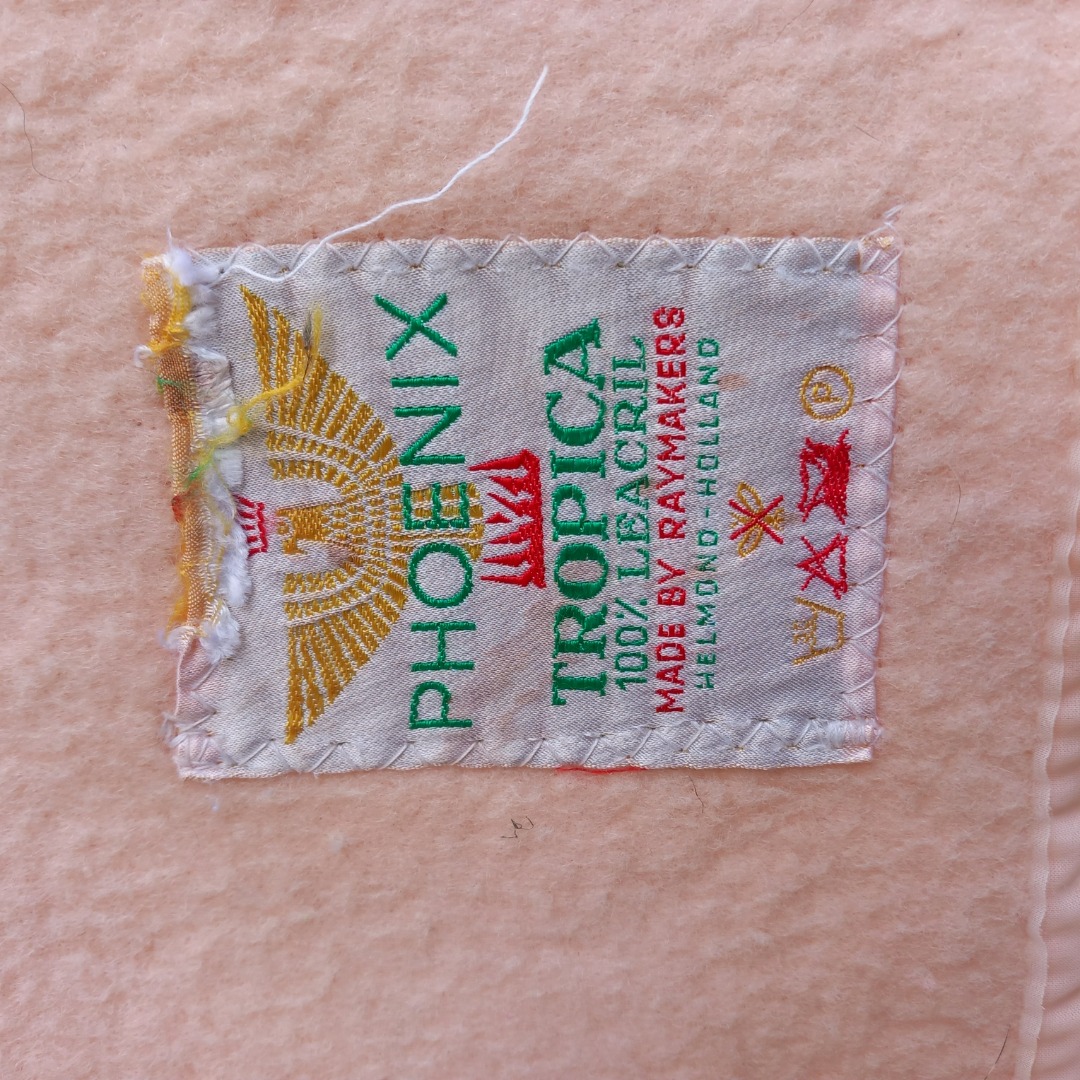 PHOENIX
TROPICA
100% LEACRIL
MADE BY RAYMAKERS
HELMOND-HOLLAND
P